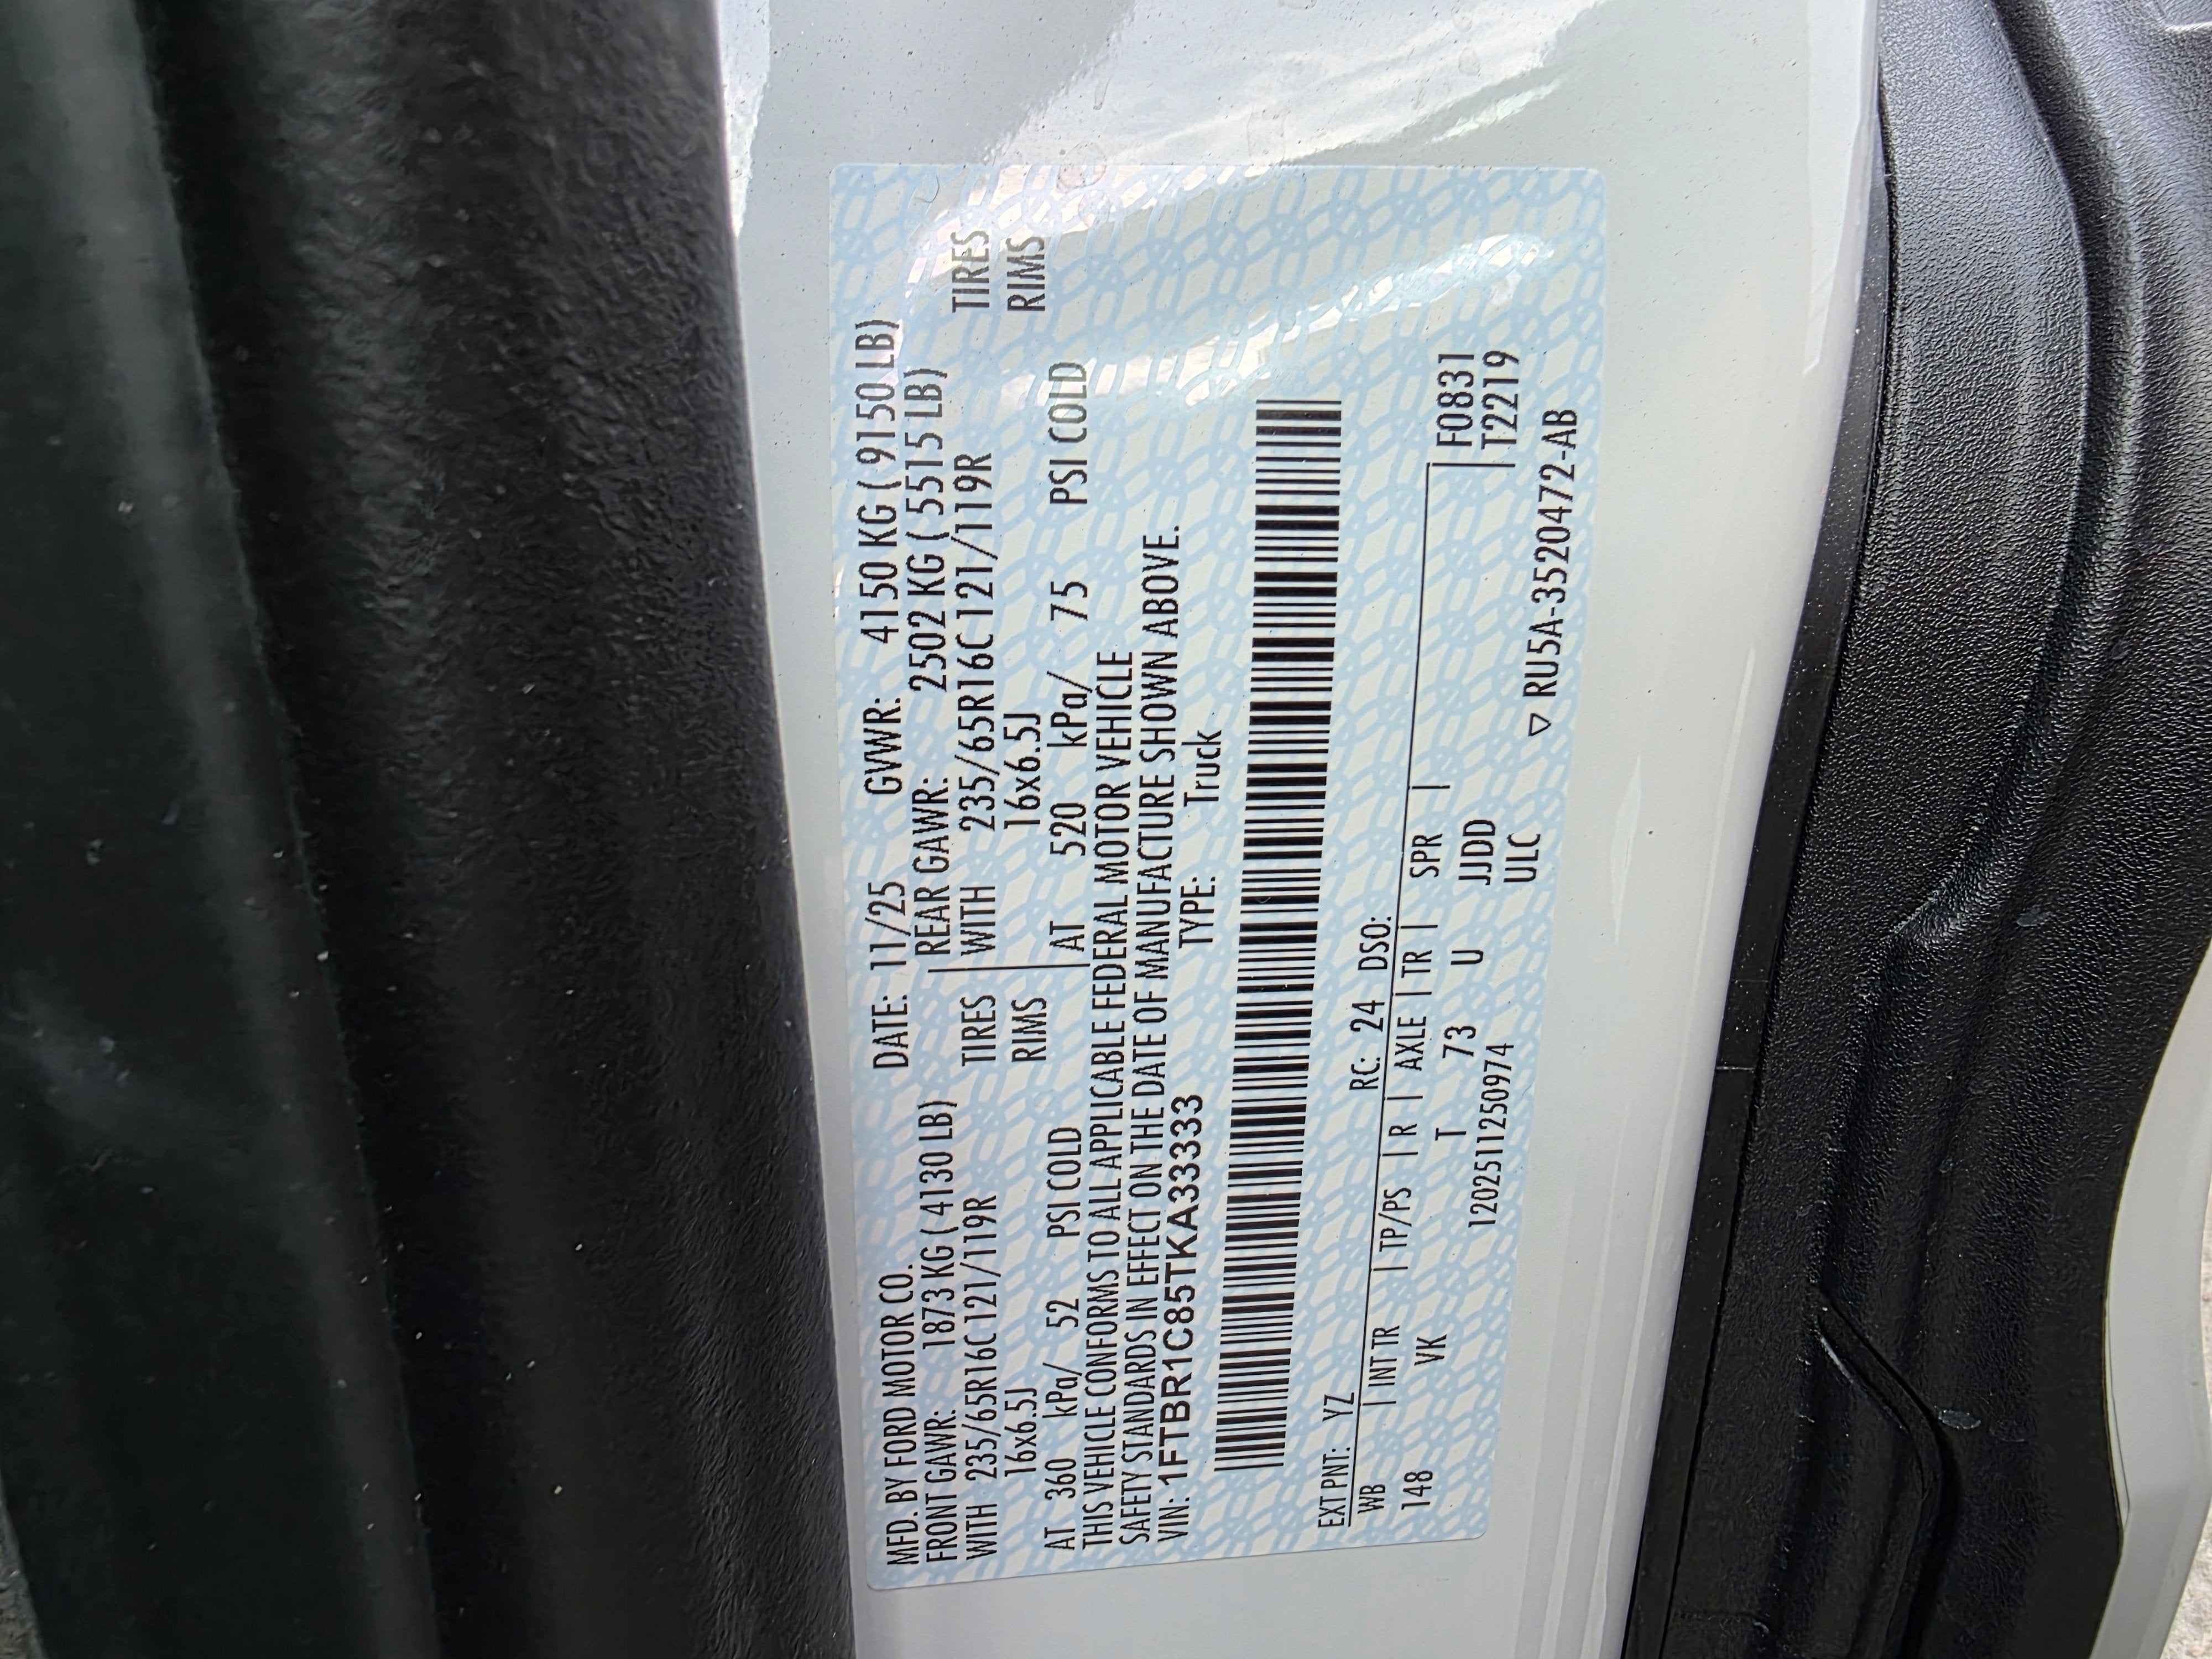 MFD. BY FORD MOTOR CO. DATE: 11/25 GVWR: 4150 KG ( 9150 LB)
FRONT GAWR: 1873 KG ( 4130 LB) REAR GAWR: 2502 KG ( 5515 LB)
WITH 235/65R16C 121/119R TIRES WITH 235/65R16C 121/119R TIRES
16x6.5J RIMS 16x6.5J RIMS
AT 360 kPa/ 52 PSI COLD AT 520 kPa/ 75 PSI COLD
THIS VEHICLE CONFORMS TO ALL APPLICABLE FEDERAL MOTOR VEHICLE
SAFETY STANDARDS IN EFFECT ON THE DATE OF MANUFACTURE SHOWN ABOVE.
VIN: 1FTBR1C85TKA33333 TYPE: Truck
EXT PNT: YZ RC: 24 DSO:
WB | INT TR | TP/PS | R | AXLE | TR | SPR | F0831
148 VK T 73 U JJDD T2219
12025112509​74 ULC
▽ RU5A-3520472-AB